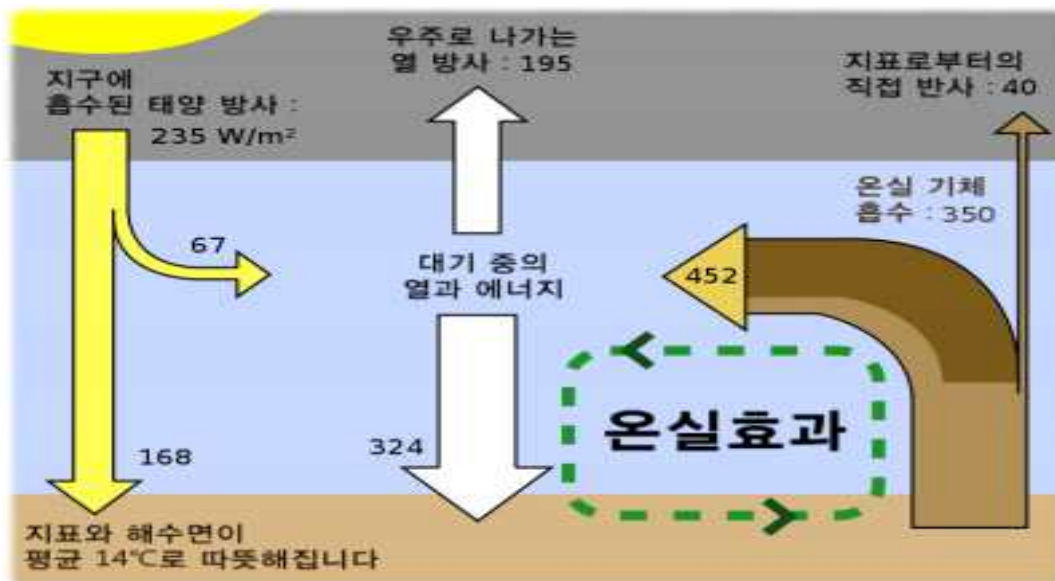 지구에
흡수된 태양 방사 :
235 W/m²
우주로 나가는
열 방사 : 195
지표로부터의
직접 반사 : 40
온실 기체
흡수 : 350
67
대기 중의
열과 에너지
452
온실효과
324
168
지표와 해수면이
평균 14℃로 따뜻해집니다